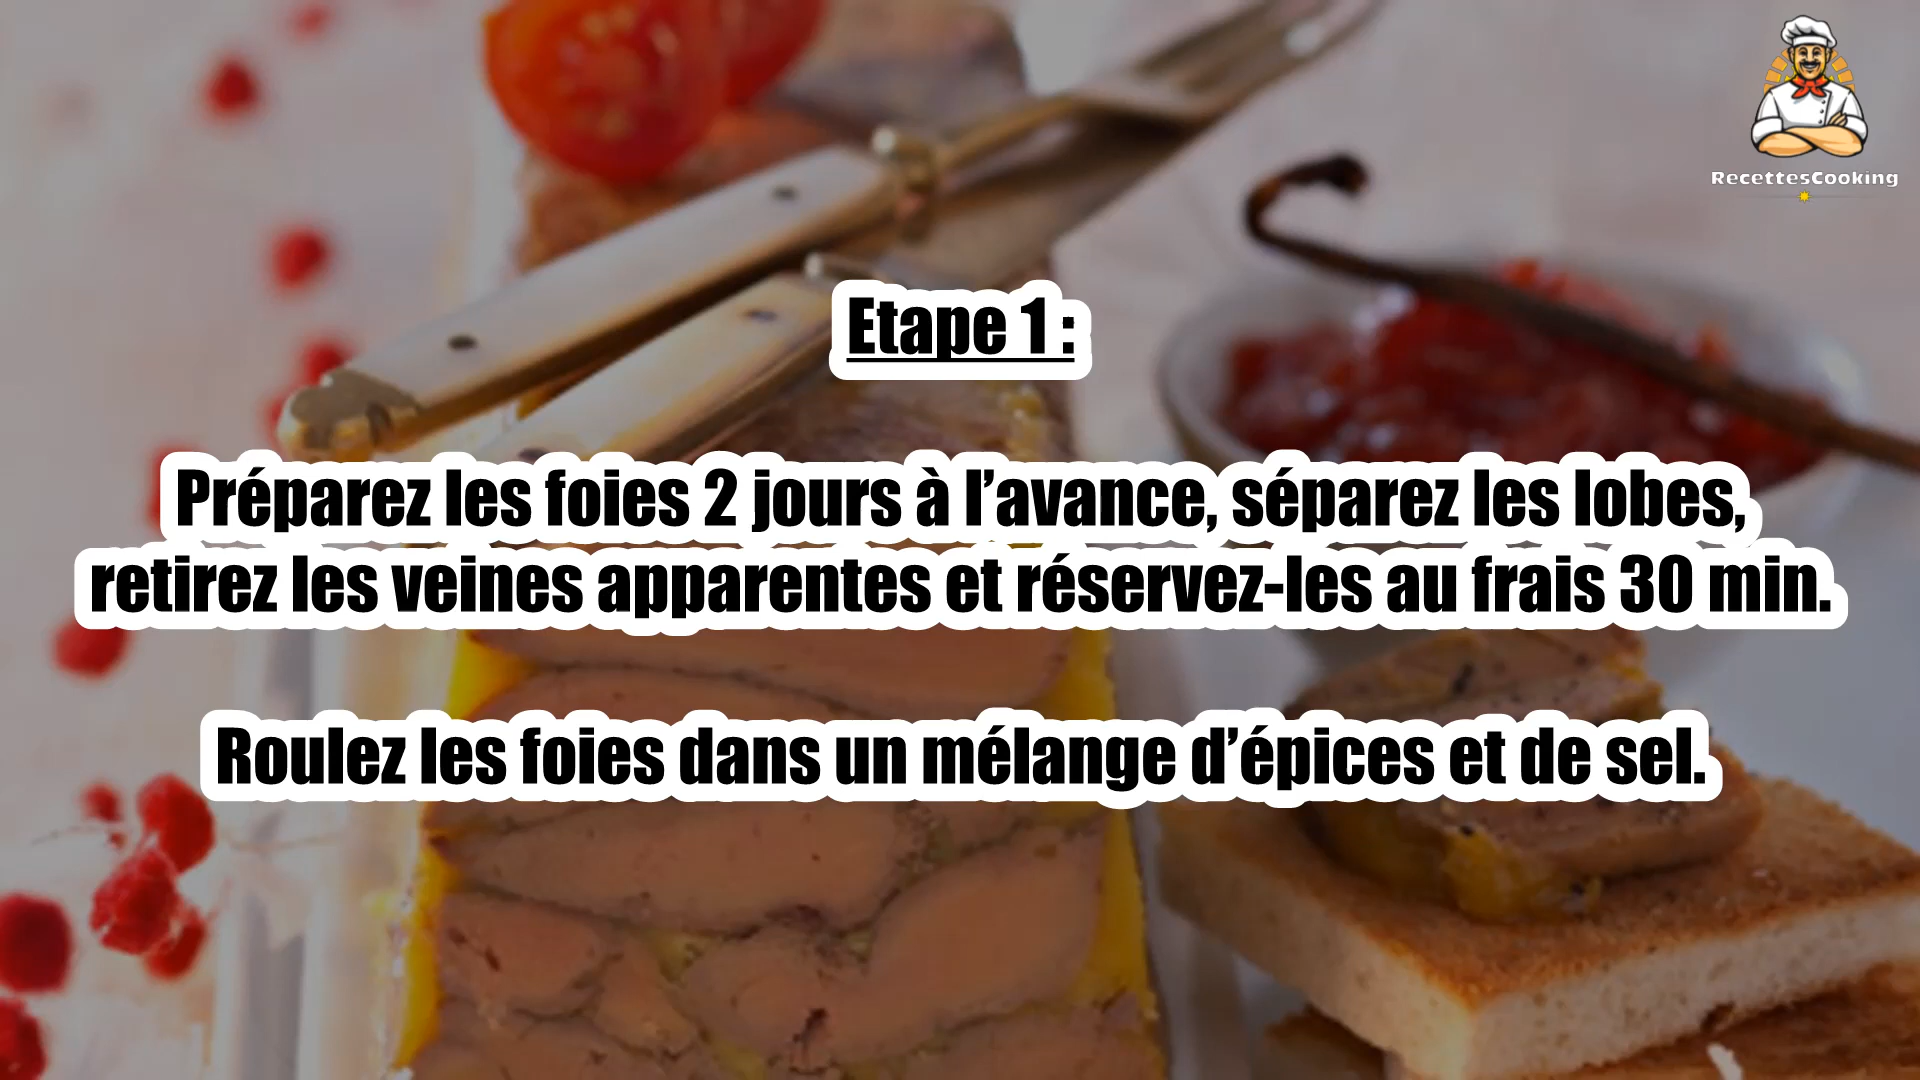 RecettesCooking
Etape 1 :
Préparez les foies 2 jours à l’avance, séparez les lobes,
retirez les veines apparentes et réservez-les au frais 30 min.
Roulez les foies dans un mélange d’épices et de sel.